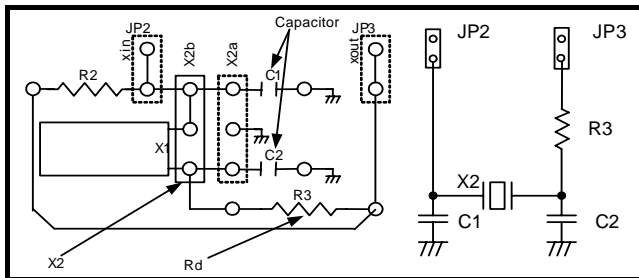 Capacitor
JP2
JP3
JP2
JP3
xin
X2b
X2a
xout
C1
R2
X1
C2
R3
R3
X2
C1
C2
X2
Rd